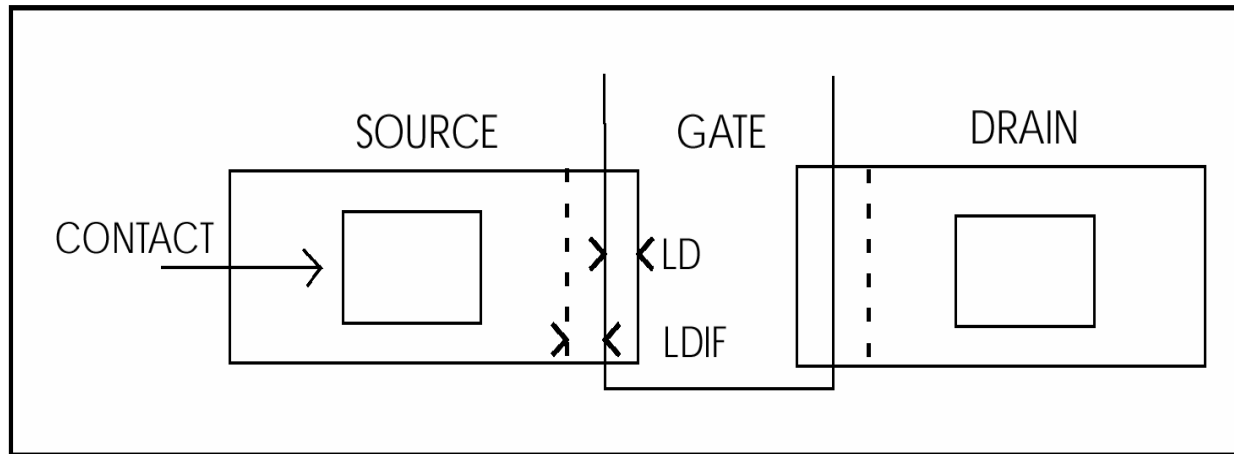 SOURCE
GATE
DRAIN
CONTACT
LD
LDIF